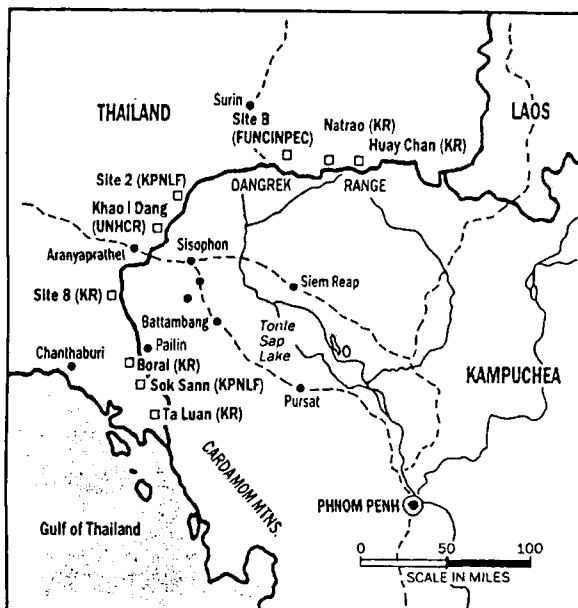 THAILAND
Surin
Site B
(FUNCINPEC)
Natrao (KR)
Huay Chan (KR)
LAOS
Site 2 (KPNLF)
DANGREK
RANGE
Khao I Dang
(UNHCR)
Aranyaprathet
Sisophon
Site 8 (KR)
Siem Reap
Battambang
Tonle
Sap
Lake
Pailin
Chanthaburi
Borai (KR)
KAMPUCHEA
Sok Sann (KPNLF)
Pursat
Ta Luan (KR)
CARDAMOM MTNS.
PHNOM PENH
Gulf of Thailand
0 50 100
SCALE IN MILES